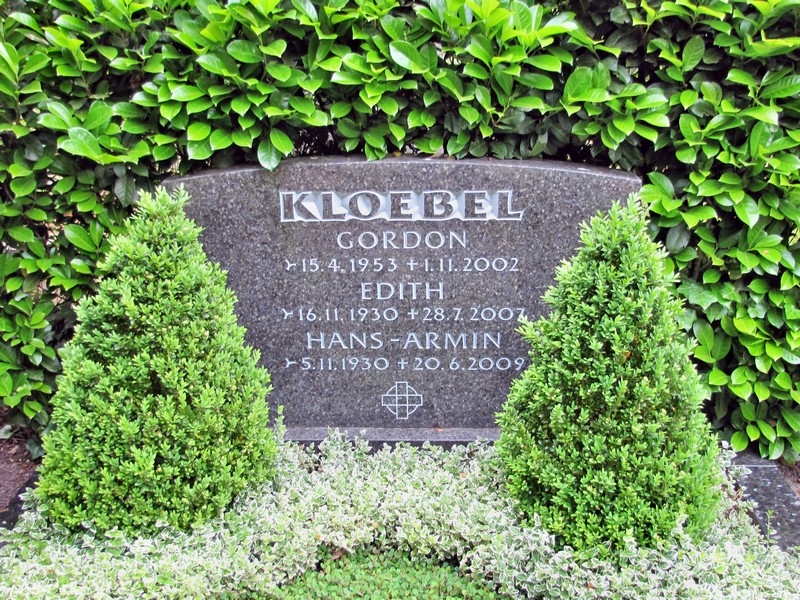 KLOEBEL
GORDON
15.4.1953 +1.11.2002
EDITH
16.11.1930 +28.7.2007
HANS-ARMIN
5.11.1930 +20.6.2009